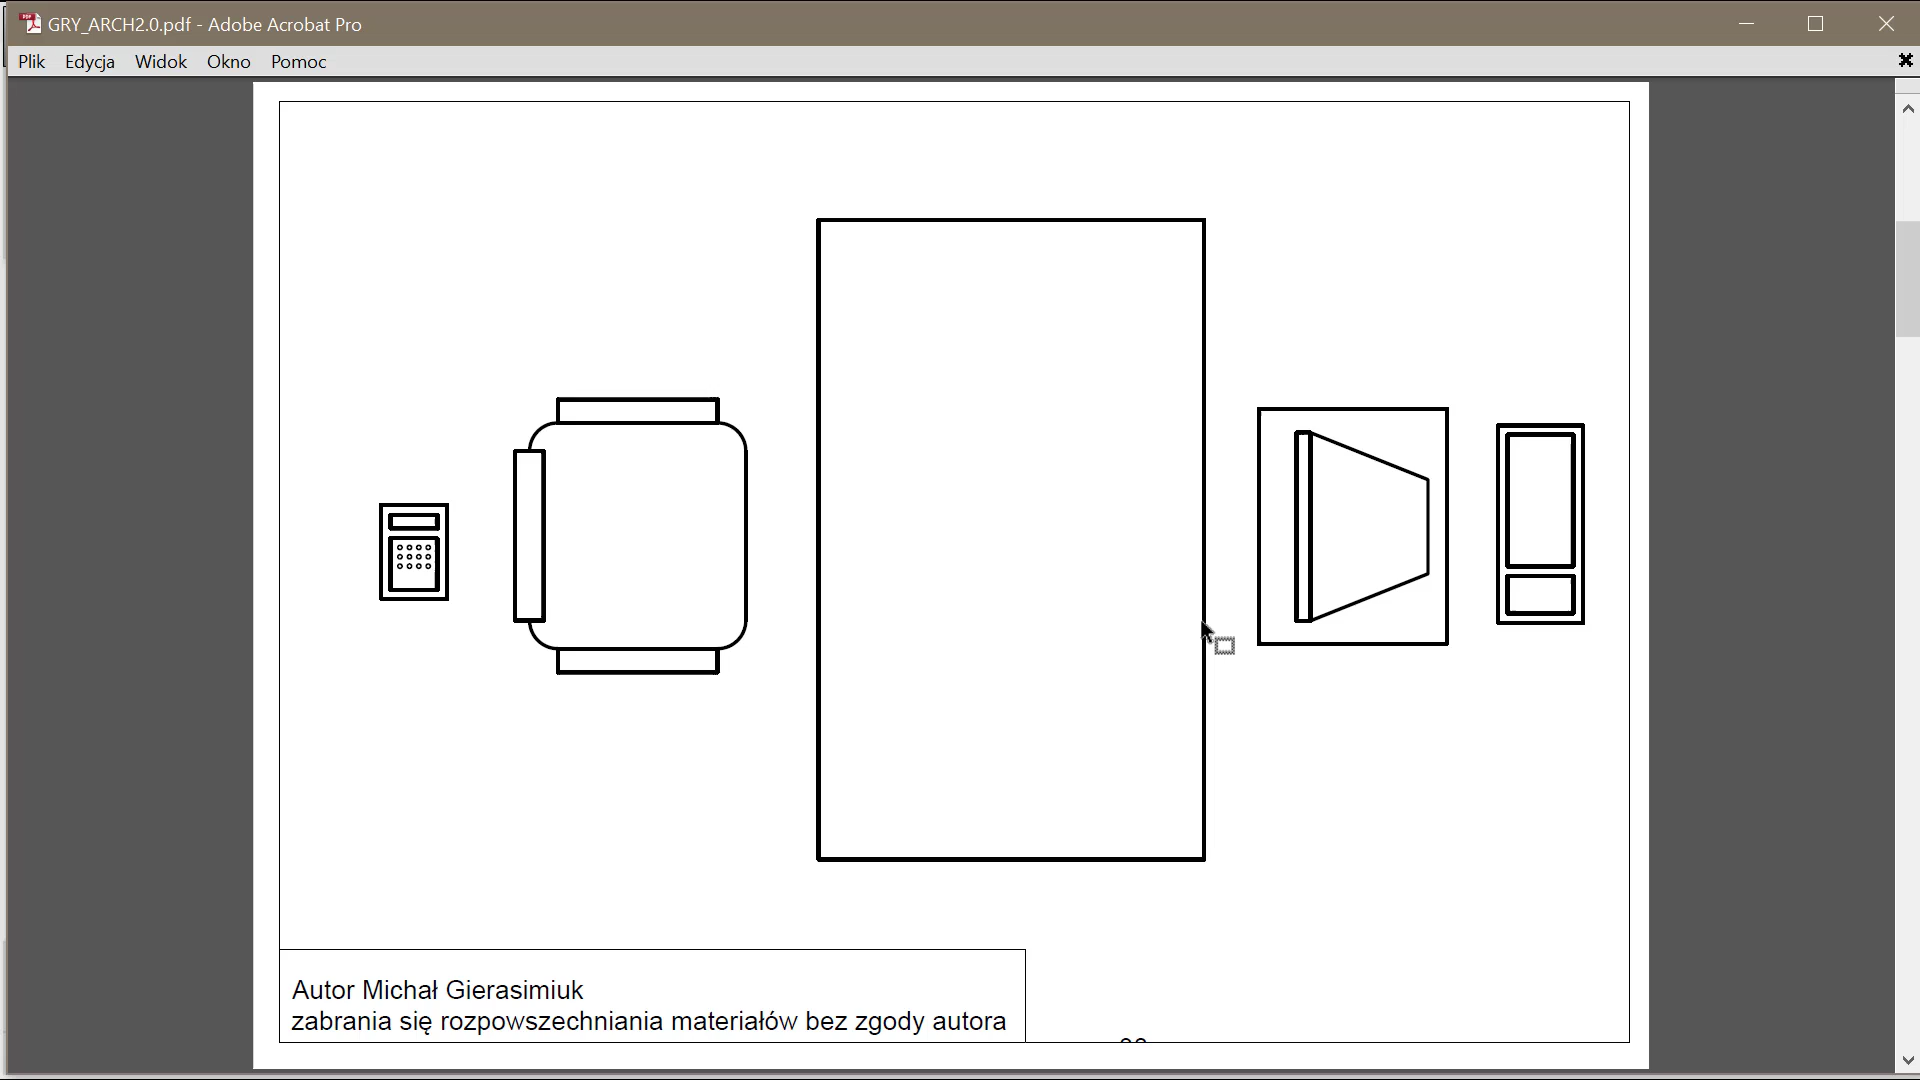 GRY_ARCH2.0.pdf - Adobe Acrobat Pro
Plik Edycja Widok Okno Pomoc
Autor Michał Gierasimiuk
zabrania się rozpowszechniania materiałów bez zgody autora